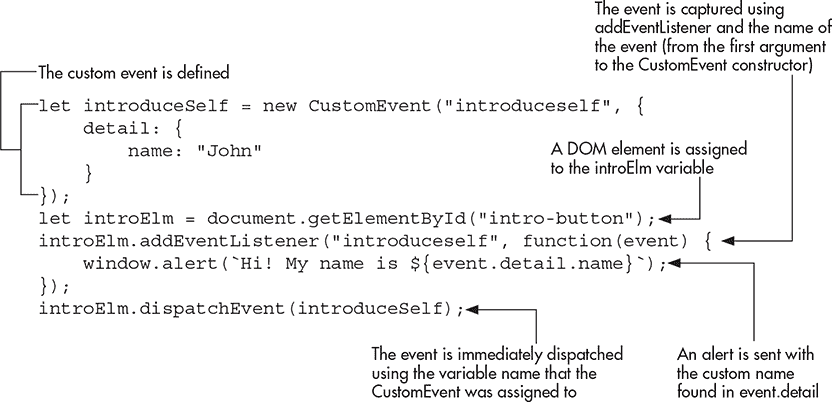 The event is captured using
addEventListener and the name of
the event (from the first argument
to the CustomEvent constructor)
The custom event is defined
let introduceSelf = new CustomEvent("introduceself", {
    detail: {
        name: "John"
    }
});
A DOM element is assigned
to the introElm variable
let introElm = document.getElementById("intro-button");
introElm.addEventListener("introduceself", function(event) {
    window.alert(`Hi! My name is ${event.detail.name}`);
});
introElm.dispatchEvent(introduceSelf);
The event is immediately dispatched
using the variable name that the
CustomEvent was assigned to
An alert is sent with
the custom name
found in event.detail